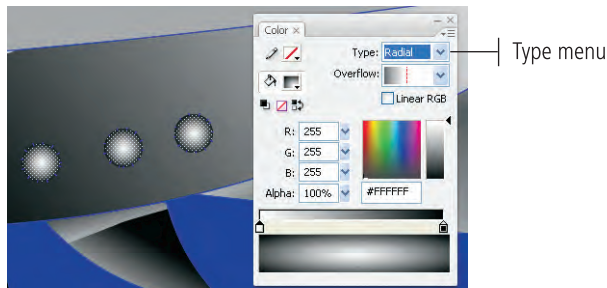 Color ×
Type: Radial
Type menu
Overflow:
Linear RGB
R: 255
G: 255
B: 255
Alpha: 100%
#FFFFFF